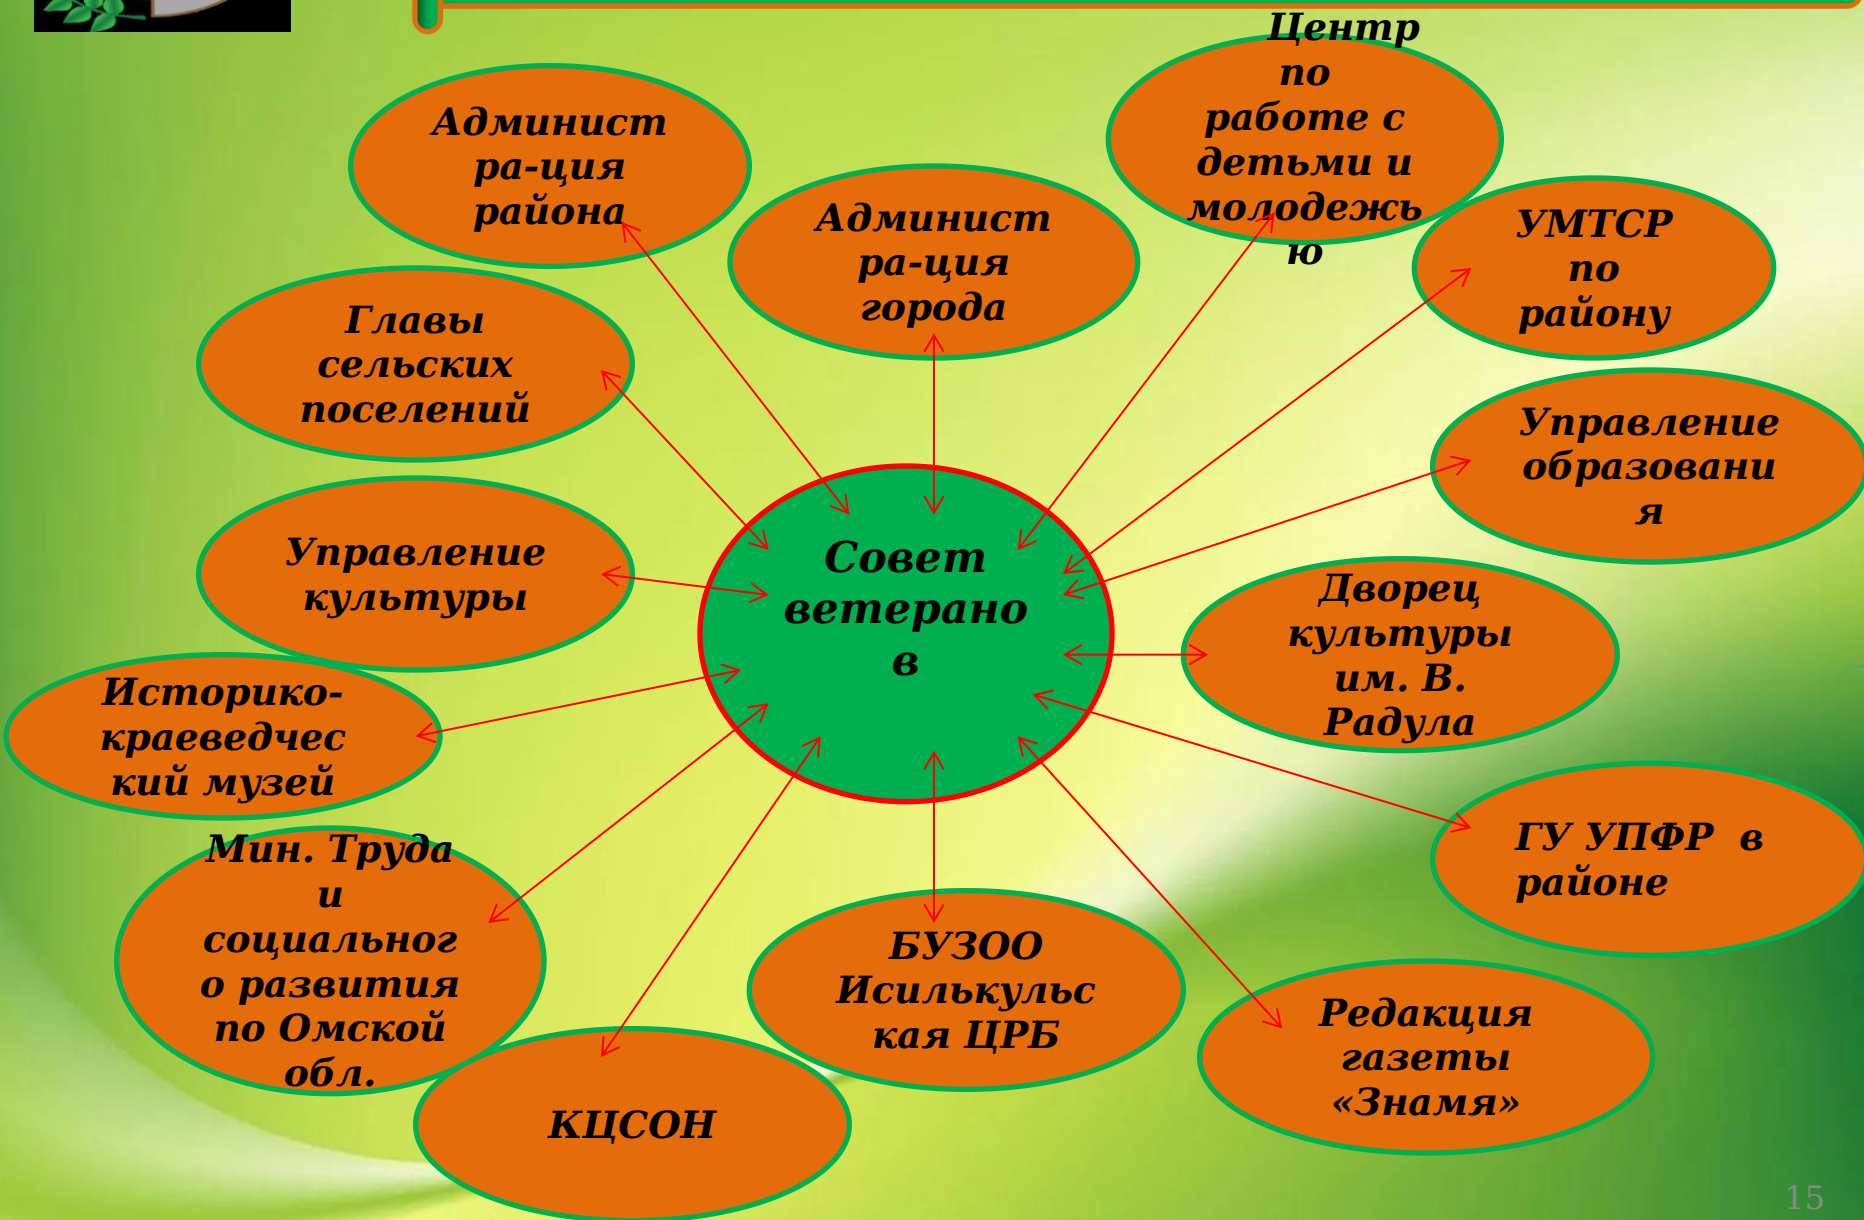 Центр
по
работе с
детьми и
молодежь
ю
Админист
ра-ция
района
Админист
ра-ция
города
УМТСР
по
району
Главы
сельских
поселений
Управление
образовани
я
Управление
культуры
Совет
ветерано
в
Дворец
культуры
им. В.
Радула
Историко-
краеведчес
кий музей
ГУ УПФР в
районе
Мин. Труда
и
социальног
о развития
по Омской
обл.
БУЗОО
Исилькульс
кая ЦРБ
Редакция
газеты
«Знамя»
КЦСОН
15